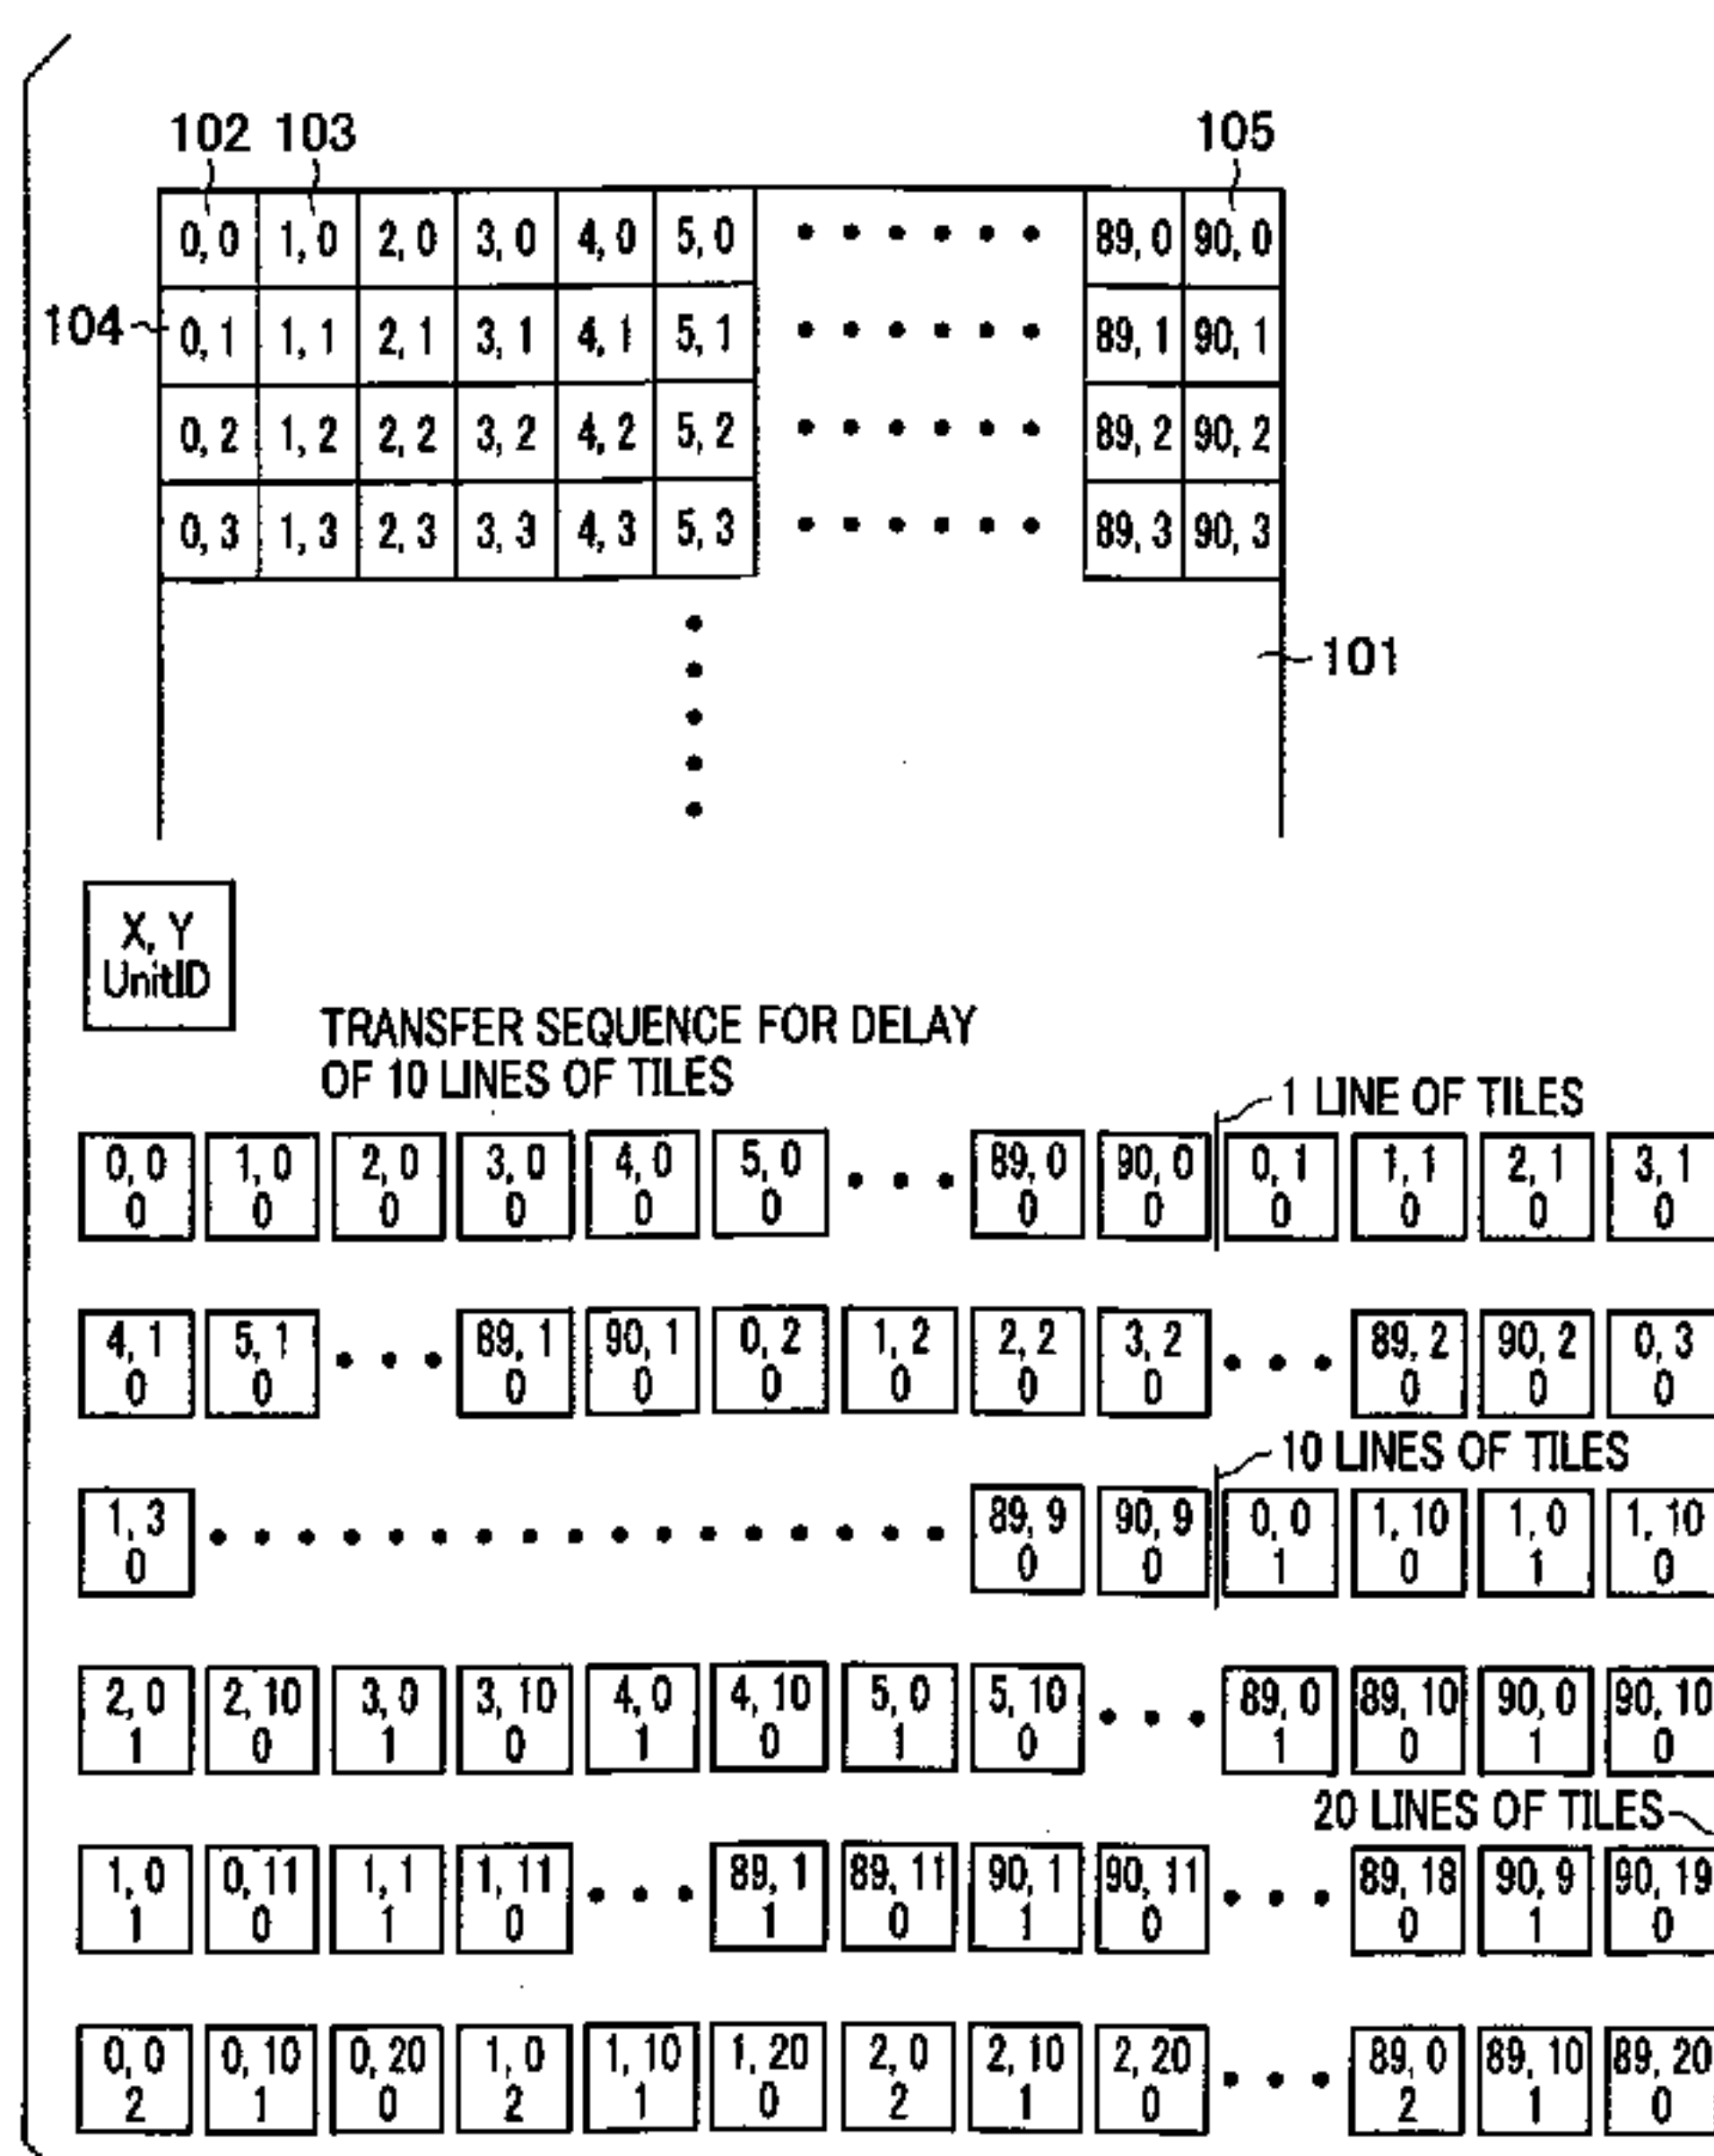 102 103 105
0, 0 1, 0 2, 0 3, 0 4, 0 5, 0 • • • • • • 89, 0 90, 0
104 0, 1 1, 1 2, 1 3, 1 4, 1 5, 1 • • • • • • 89, 1 90, 1
0, 2 1, 2 2, 2 3, 2 4, 2 5, 2 • • • • • • 89, 2 90, 2
0, 3 1, 3 2, 3 3, 3 4, 3 5, 3 • • • • • • 89, 3 90, 3
101
X, Y
UnitID
TRANSFER SEQUENCE FOR DELAY
OF 10 LINES OF TILES
1 LINE OF TILES
0, 0 1, 0 2, 0 3, 0 4, 0 5, 0 • • • 89, 0 90, 0 0, 1 1, 1 2, 1 3, 1
0 0 0 0 0 0 0 0 0 0 0 0
4, 1 5, 1 • • • 89, 1 90, 1 0, 2 1, 2 2, 2 3, 2 • • • 89, 2 90, 2 0, 3
0 0 0 0 0 0 0 0 0 0 0
10 LINES OF TILES
1, 3 • • • • • • • • • • • • • • • • • 89, 9 90, 9 0, 0 1, 10 1, 0 1, 10
0 0 0 1 0 1 0
2, 0 2, 10 3, 0 3, 10 4, 0 4, 10 5, 0 5, 10 • • • 89, 0 89, 10 90, 0 90, 10
1 0 1 0 1 0 1 0 1 0 1 0
20 LINES OF TILES
1, 0 0, 11 1, 1 1, 11 • • • 89, 1 89, 11 90, 1 90, 11 • • • 89, 18 90, 9 90, 19
1 0 1 0 1 0 1 0 0 1 0
0, 0 0, 10 0, 20 1, 0 1, 10 1, 20 2, 0 2, 10 2, 20 • • • 89, 0 89, 10 89, 20
2 1 0 2 1 0 2 1 0 2 1 0